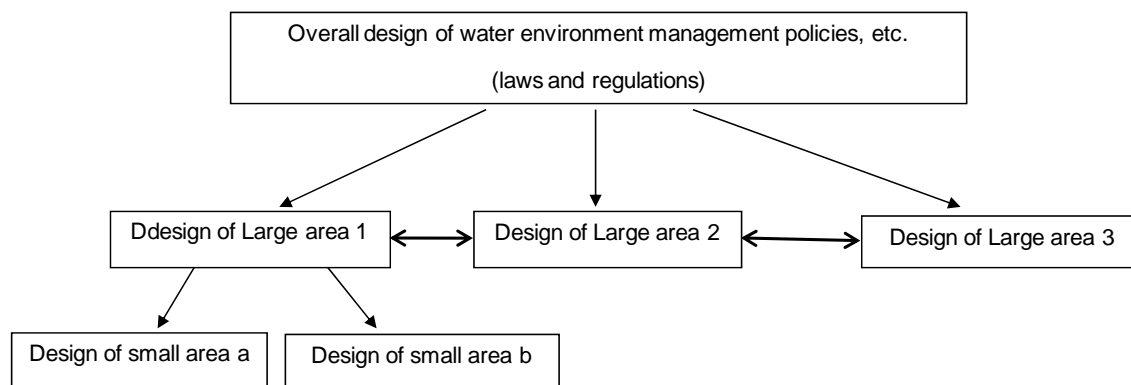 Overall design of water environment management policies, etc.
(laws and regulations)
Ddesign of Large area 1
Design of Large area 2
Design of Large area 3
Design of small area a
Design of small area b